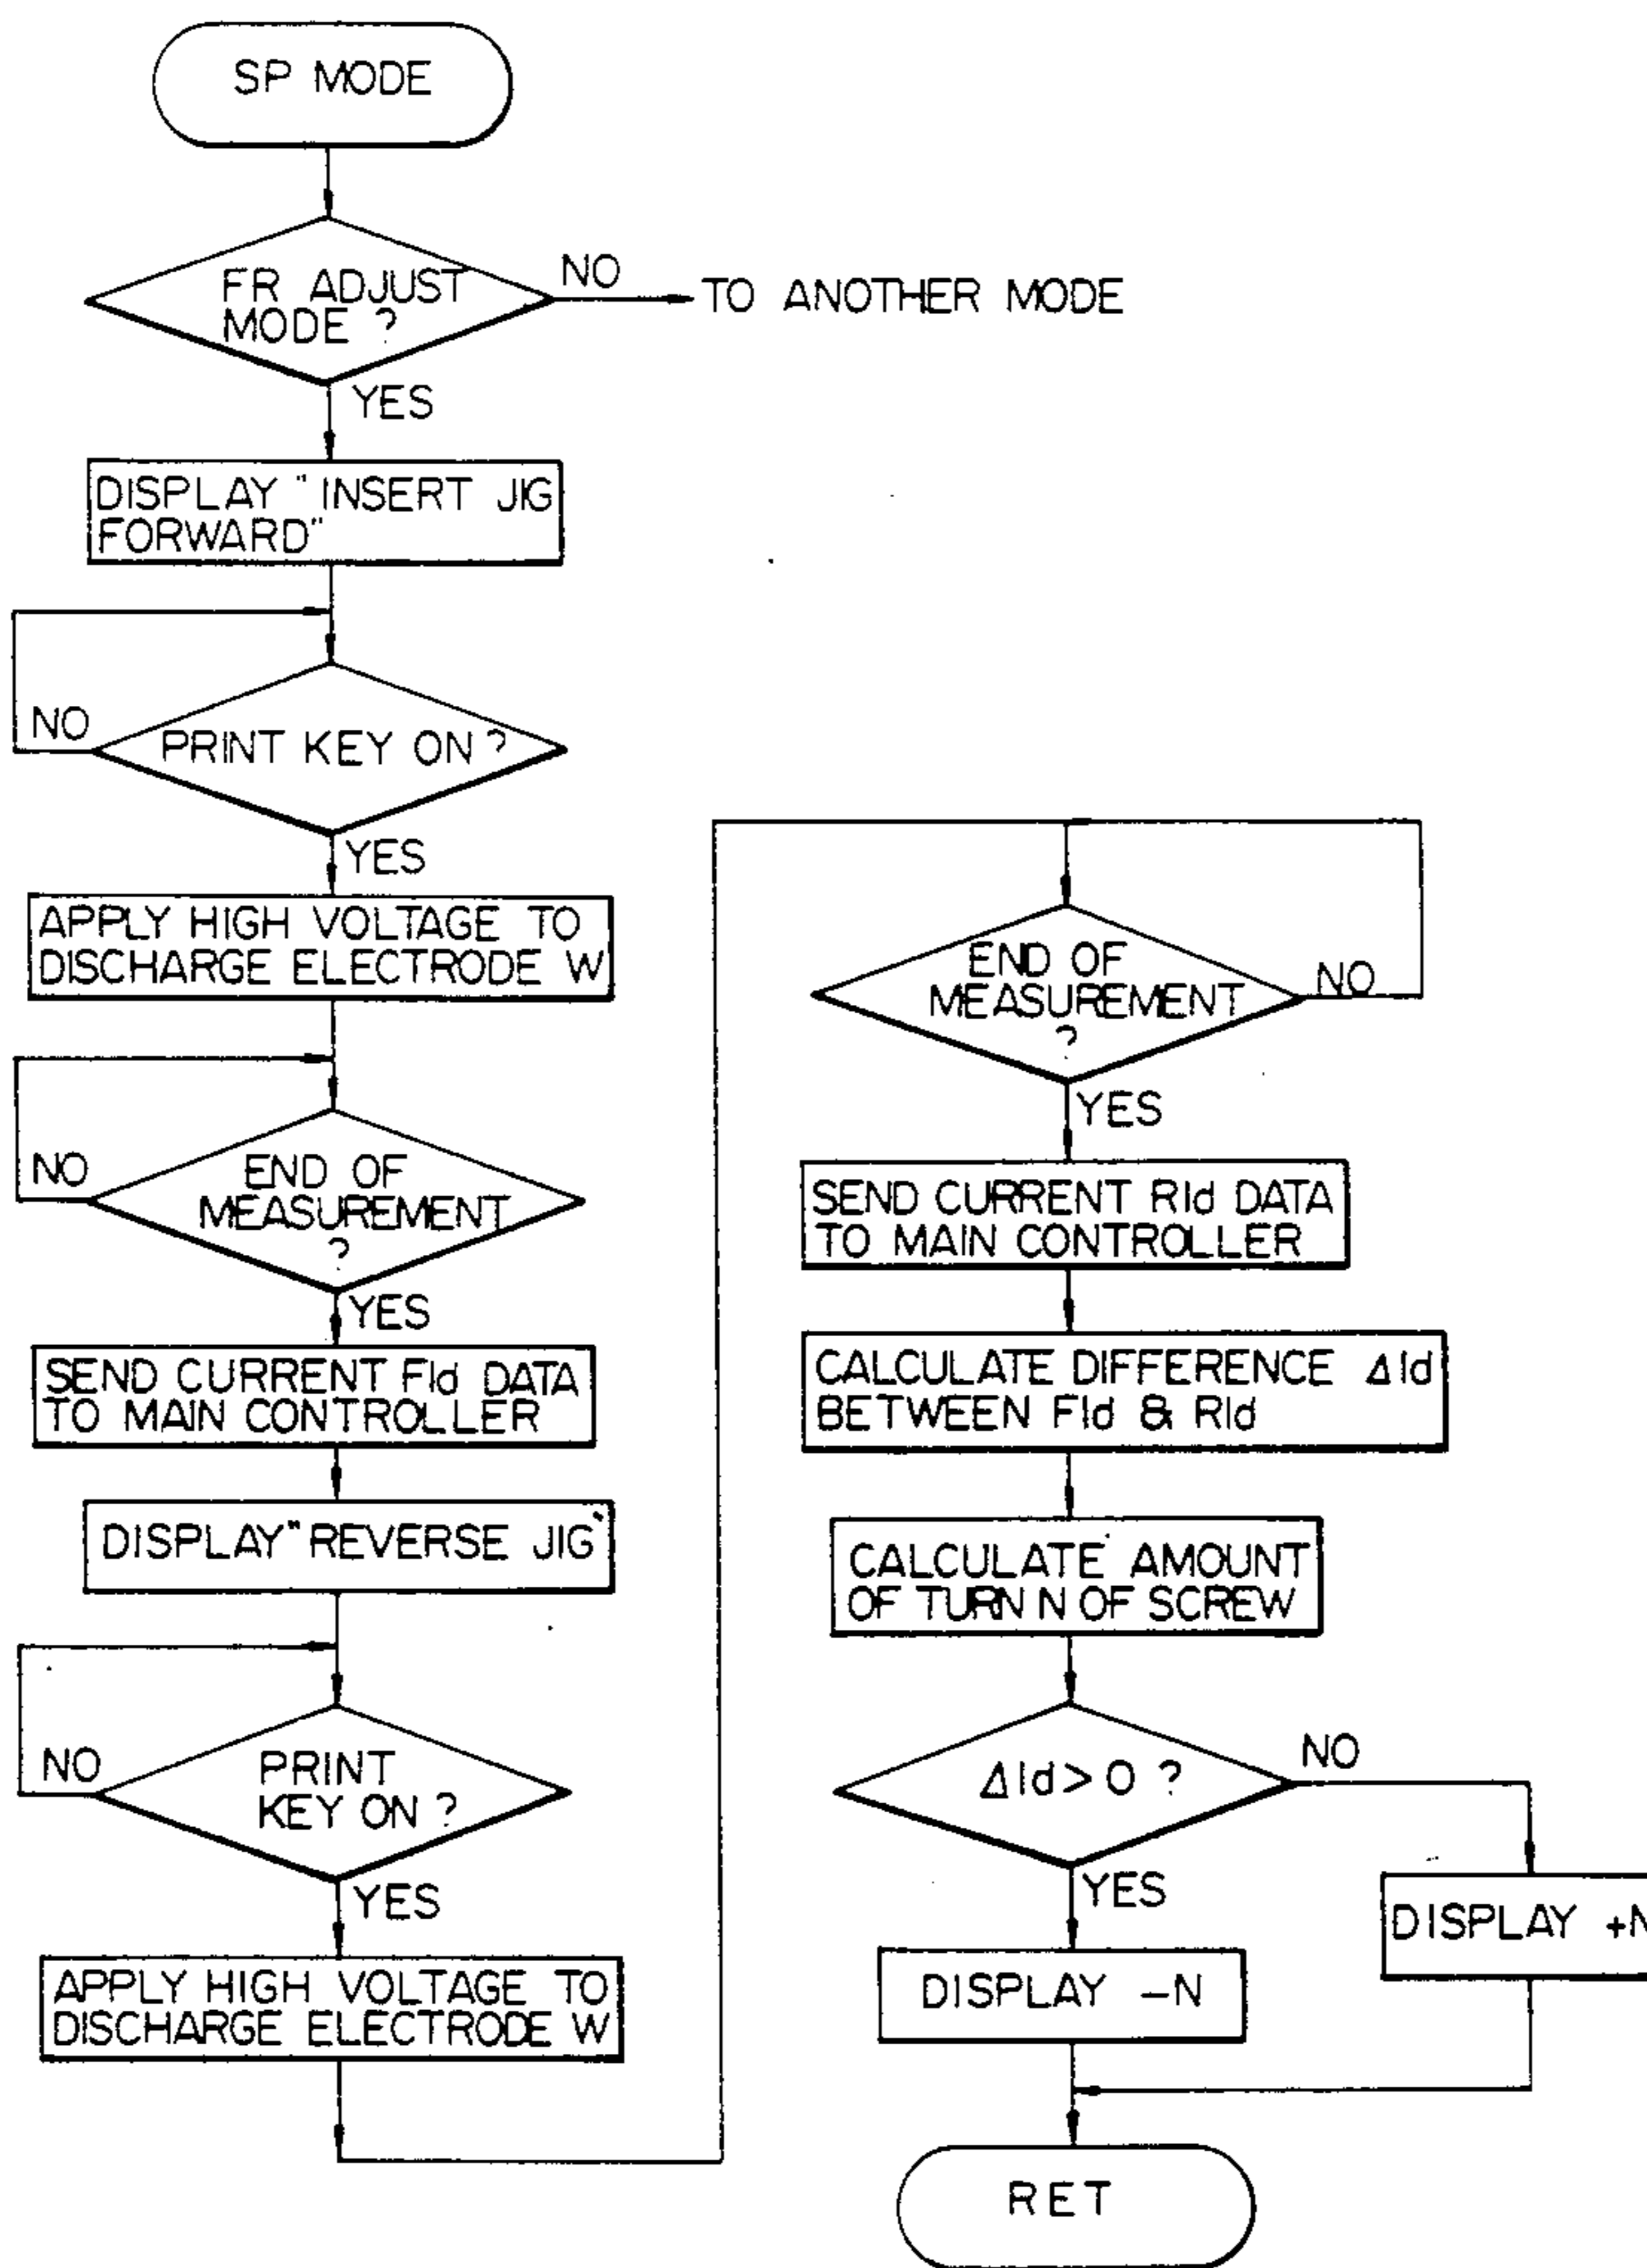 SP MODE
FR ADJUST
MODE ?
NO
TO ANOTHER MODE
YES
DISPLAY "INSERT JIG
FORWARD"
NO
PRINT KEY ON ?
YES
APPLY HIGH VOLTAGE TO
DISCHARGE ELECTRODE W
NO
END OF
MEASUREMENT
?
YES
SEND CURRENT FId DATA
TO MAIN CONTROLLER
DISPLAY "REVERSE JIG"
NO
PRINT
KEY ON ?
YES
APPLY HIGH VOLTAGE TO
DISCHARGE ELECTRODE W
END OF
MEASUREMENT
?
NO
YES
SEND CURRENT RId DATA
TO MAIN CONTROLLER
CALCULATE DIFFERENCE ΔId
BETWEEN FId & RId
CALCULATE AMOUNT
OF TURN N OF SCREW
ΔId > 0 ?
NO
YES
DISPLAY +N
DISPLAY –N
RET